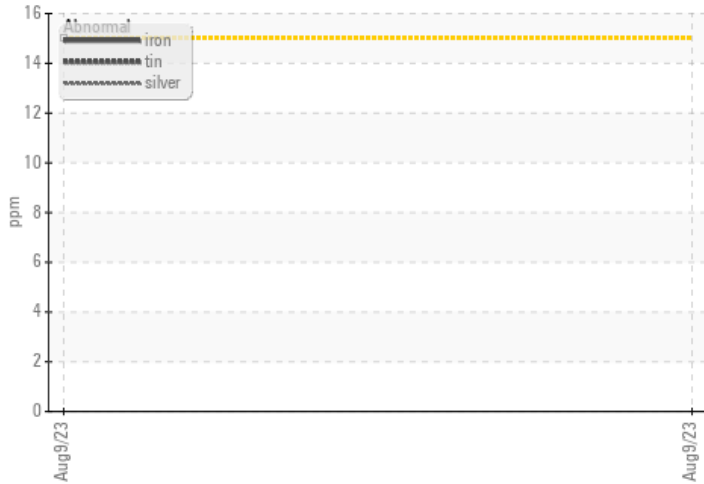 16
Abnormal
iron
tin
silver
14
12
10
8
6
4
2
0
ppm
Aug9/23
Aug9/23